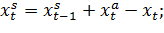 x_t^s = x_{t-1}^s + x_t^a - x_t;